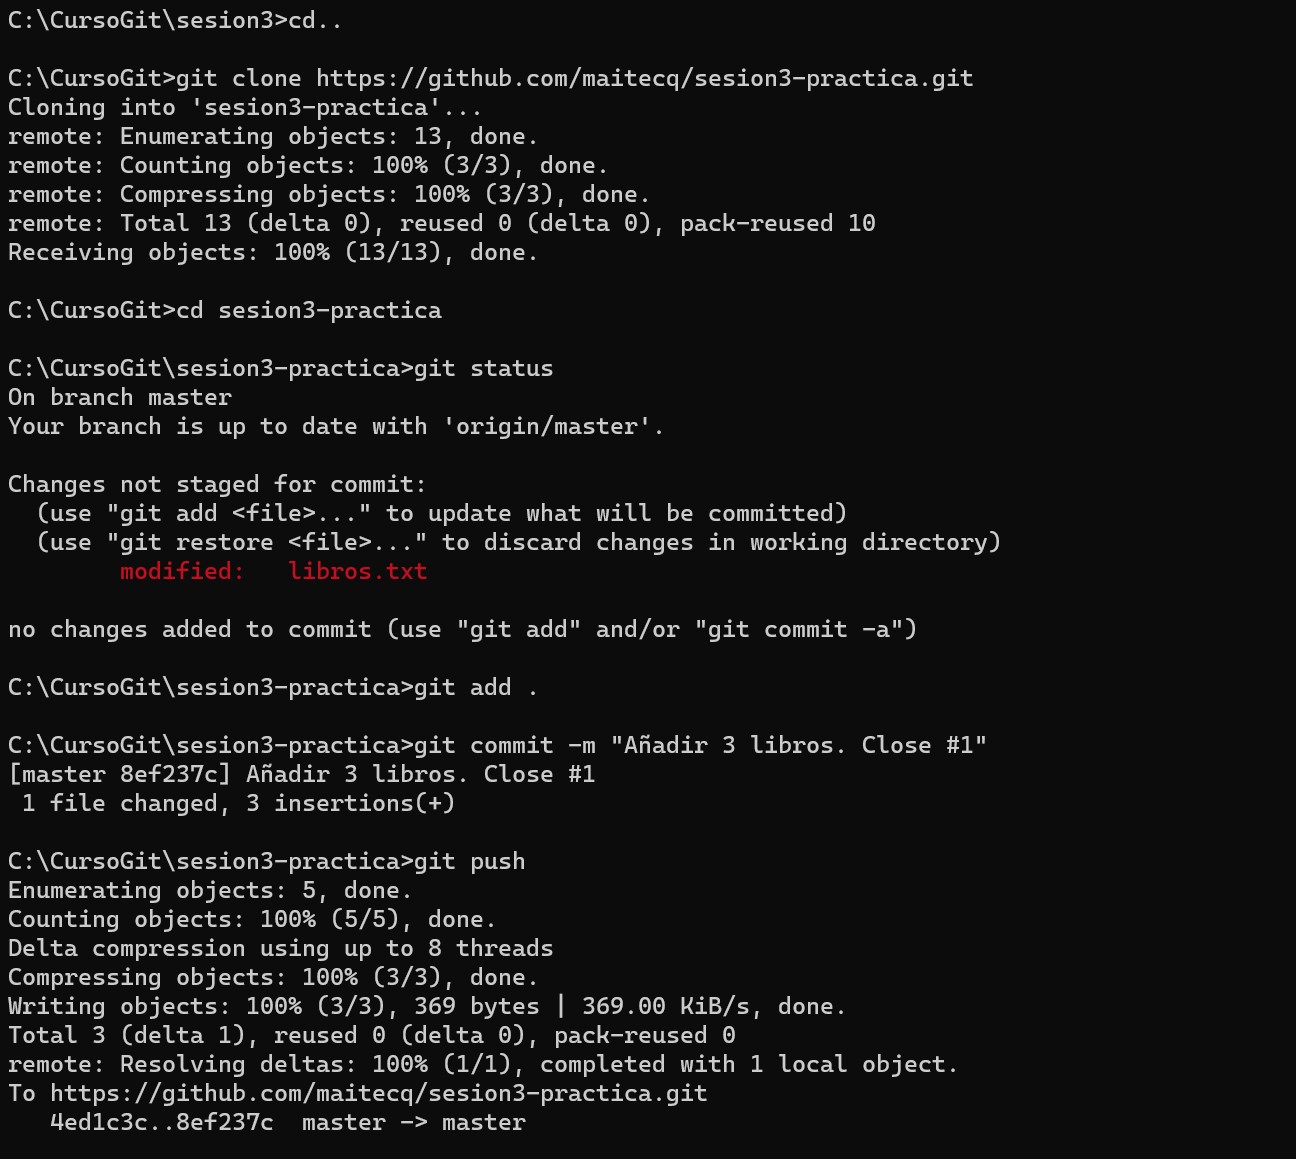 C:\CursoGit\sesion3>cd..
C:\CursoGit>git clone https://github.com/maitecq/sesion3-practica.git
Cloning into 'sesion3-practica'...
remote: Enumerating objects: 13, done.
remote: Counting objects: 100% (3/3), done.
remote: Compressing objects: 100% (3/3), done.
remote: Total 13 (delta 0), reused 0 (delta 0), pack-reused 10
Receiving objects: 100% (13/13), done.
C:\CursoGit>cd sesion3-practica
C:\CursoGit\sesion3-practica>git status
On branch master
Your branch is up to date with 'origin/master'.
Changes not staged for commit:
  (use "git add <file>..." to update what will be committed)
  (use "git restore <file>..." to discard changes in working directory)
        modified:   libros.txt
no changes added to commit (use "git add" and/or "git commit -a")
C:\CursoGit\sesion3-practica>git add .
C:\CursoGit\sesion3-practica>git commit -m "Añadir 3 libros. Close #1"
[master 8ef237c] Añadir 3 libros. Close #1
 1 file changed, 3 insertions(+)
C:\CursoGit\sesion3-practica>git push
Enumerating objects: 5, done.
Counting objects: 100% (5/5), done.
Delta compression using up to 8 threads
Compressing objects: 100% (3/3), done.
Writing objects: 100% (3/3), 369 bytes | 369.00 KiB/s, done.
Total 3 (delta 1), reused 0 (delta 0), pack-reused 0
remote: Resolving deltas: 100% (1/1), completed with 1 local object.
To https://github.com/maitecq/sesion3-practica.git
   4ed1c3c..8ef237c  master -> master